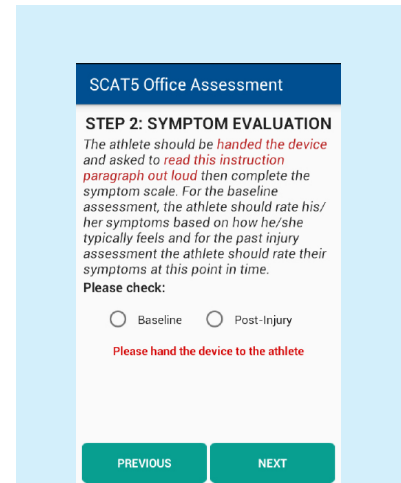 SCAT5 Office Assessment
STEP 2: SYMPTOM EVALUATION
The athlete should be handed the device
and asked to read this instruction
paragraph out loud then complete the
symptom scale. For the baseline
assessment, the athlete should rate his/
her symptoms based on how he/she
typically feels and for the past injury
assessment the athlete should rate their
symptoms at this point in time.
Please check:
Baseline Post-Injury
Please hand the device to the athlete
PREVIOUS NEXT